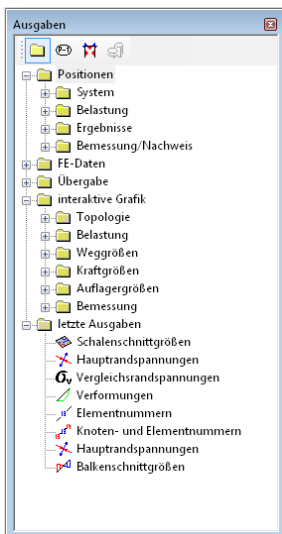 Ausgaben
Positionen
System
Belastung
Ergebnisse
Bemessung/Nachweis
FE-Daten
Übergabe
interaktive Grafik
Topologie
Belastung
Weggrößen
Kraftgrößen
Auflagergrößen
Bemessung
letzte Ausgaben
Schalenschnittgrößen
Hauptrandspannungen
σv Vergleichsrandspannungen
Verformungen
Elementnummern
Knoten- und Elementnummern
Hauptrandspannungen
Balkenschnittgrößen